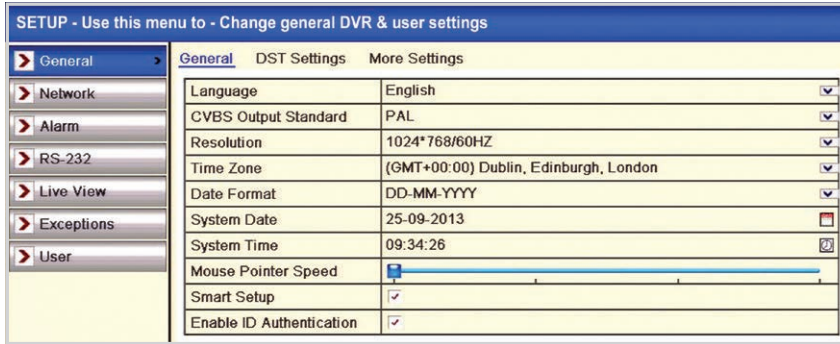 SETUP - Use this menu to - Change general DVR & user settings
General
Network
Alarm
RS-232
Live View
Exceptions
User
General DST Settings More Settings
Language English
CVBS Output Standard PAL
Resolution 1024*768/60HZ
Time Zone (GMT+00:00) Dublin, Edinburgh, London
Date Format DD-MM-YYYY
System Date 25-09-2013
System Time 09:34:26
Mouse Pointer Speed
Smart Setup
Enable ID Authentication